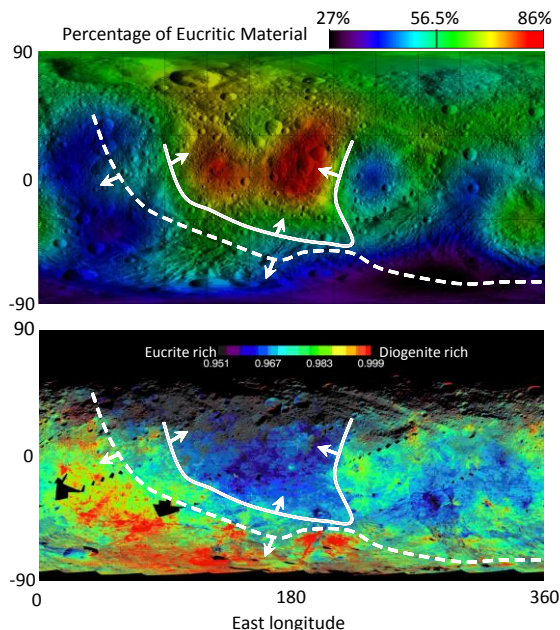 Percentage of Eucritic Material
27% 56.5% 86%
90
0
-90
90
Eucrite rich Diogenite rich
0.951 0.967 0.983 0.999
0
-90
0 180 360
East longitude